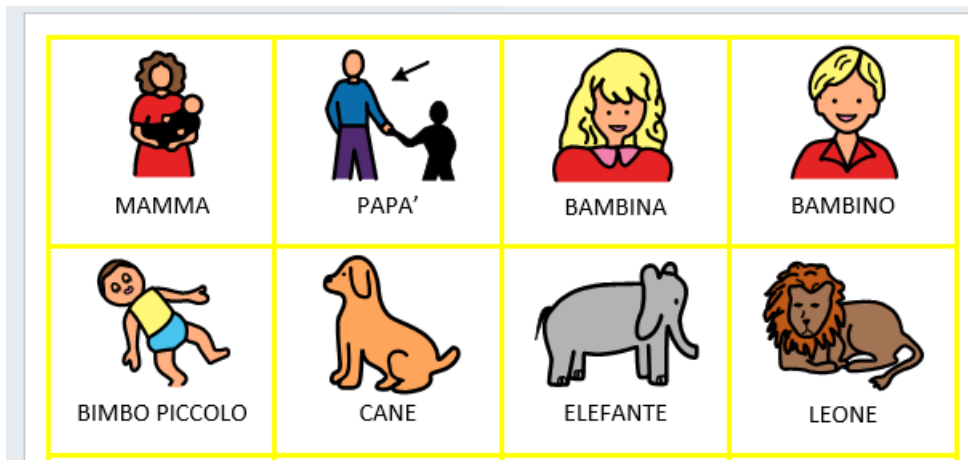 MAMMA
PAPA’
BAMBINA
BAMBINO
BIMBO PICCOLO
CANE
ELEFANTE
LEONE